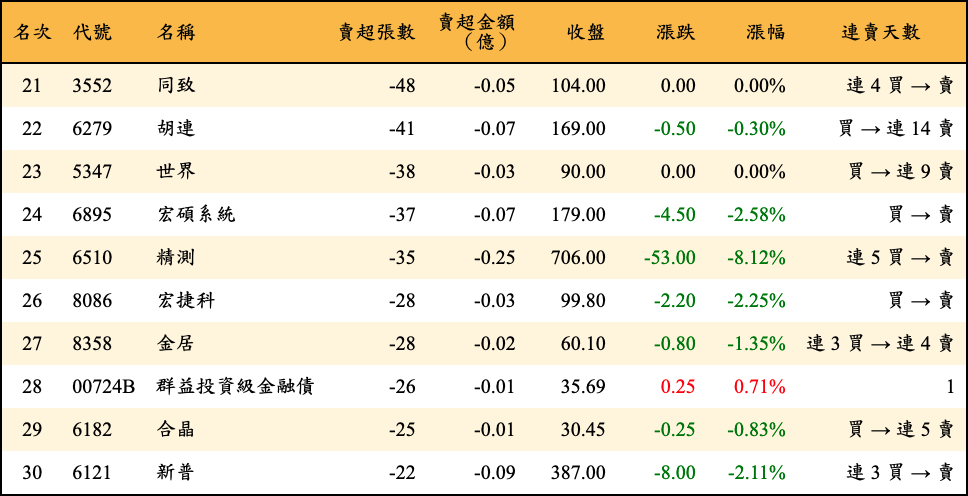 名次 代號 名稱 賣超張數 賣超金額（億） 收盤 漲跌 漲幅 連賣天數
21 3552 同致 -48 -0.05 104.00 0.00 0.00% 連 4 買 → 賣
22 6279 胡連 -41 -0.07 169.00 -0.50 -0.30% 買 → 連 14 賣
23 5347 世界 -38 -0.03 90.00 0.00 0.00% 買 → 連 9 賣
24 6895 宏碩系統 -37 -0.07 179.00 -4.50 -2.58% 買 → 賣
25 6510 精測 -35 -0.25 706.00 -53.00 -8.12% 連 5 買 → 賣
26 8086 宏捷科 -28 -0.03 99.80 -2.20 -2.25% 買 → 賣
27 8358 金居 -28 -0.02 60.10 -0.80 -1.35% 連 3 買 → 連 4 賣
28 00724B 群益投資級金融債 -26 -0.01 35.69 0.25 0.71% 1
29 6182 合晶 -25 -0.01 30.45 -0.25 -0.83% 買 → 連 5 賣
30 6121 新普 -22 -0.09 387.00 -8.00 -2.11% 連 3 買 → 賣